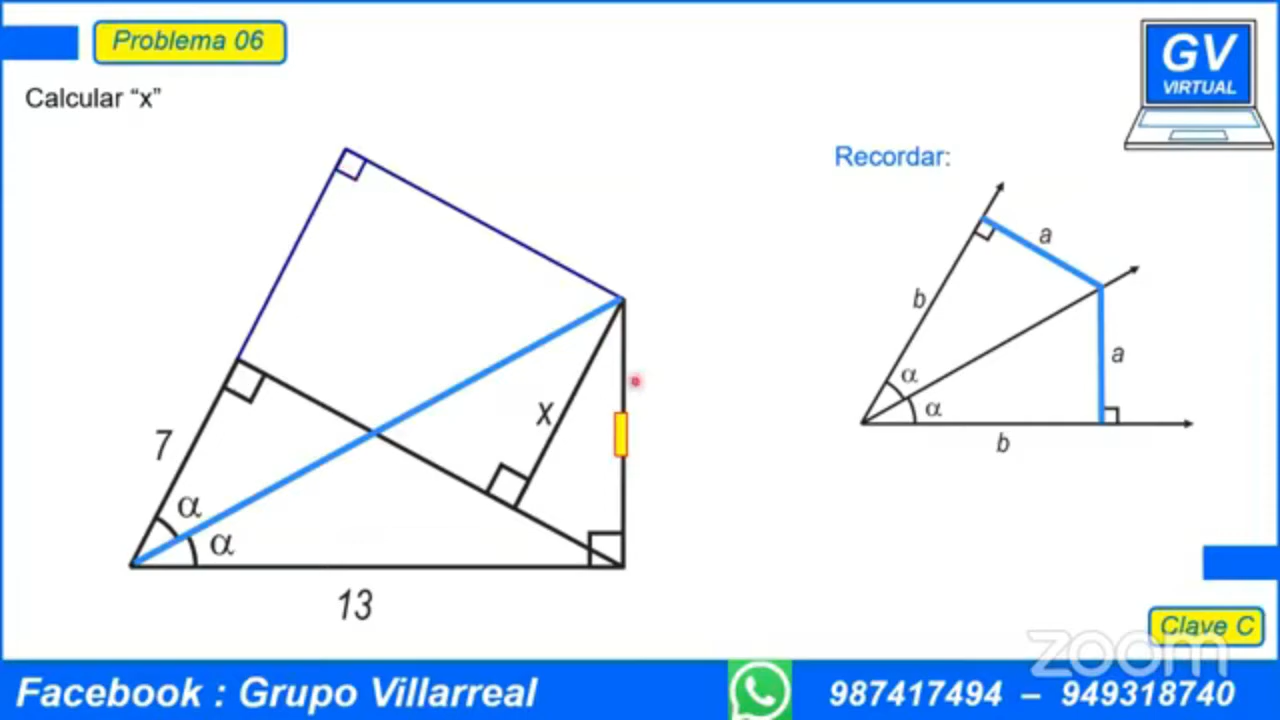 Problema 06
GV
VIRTUAL
Calcular “x”
Recordar:
a
b
a
α
α
b
x
7
α
α
13
Clave C
zoom
Facebook : Grupo Villarreal
987417494 – 949318740